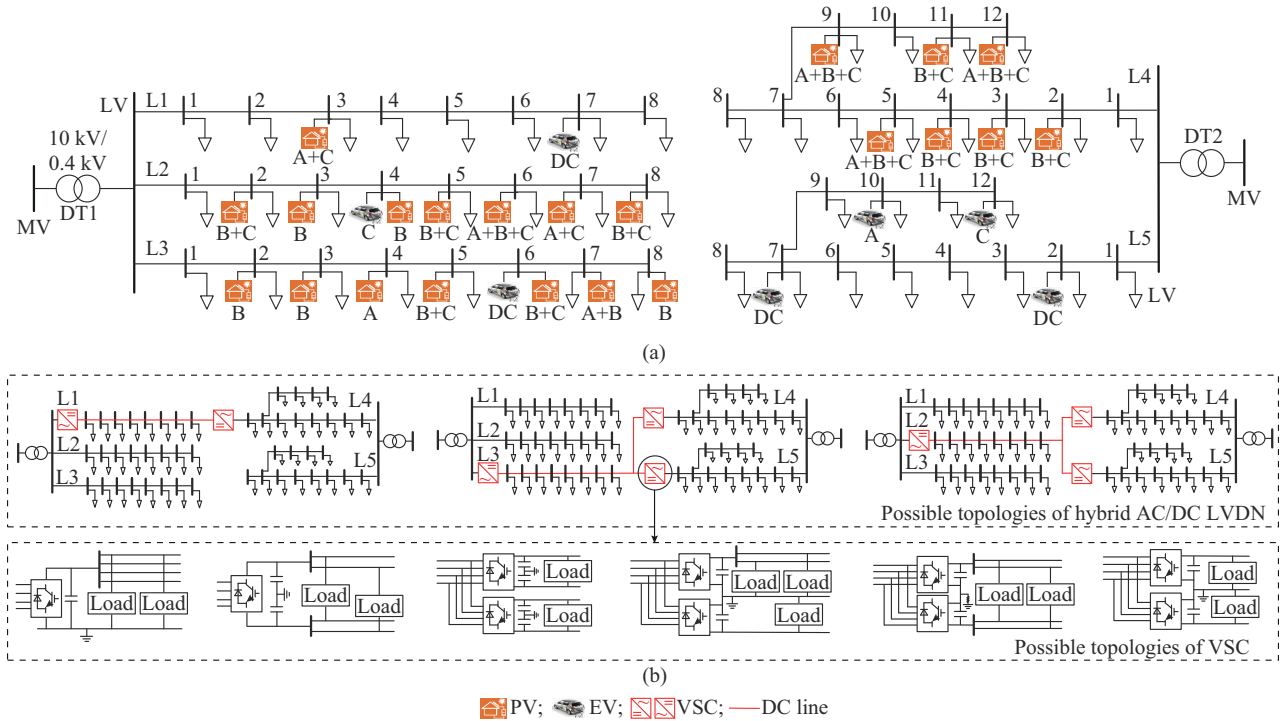 LV L1 1 2 3 4 5 6 7 8
A+C DC
10 kV/
0.4 kV
DT1
MV
L2 1 2 3 4 5 6 7 8
B+C B C B B+C A+B+C A+C B+C
L3 1 2 3 4 5 6 7 8
B B A B+C DC B+C A+B B
9 10 11 12
A+B+C B+C A+B+C
L4
8 7 6 5 4 3 2 1
A+B+C B+C B+C B+C
DT2
MV
9 10 11 12
A C
L5
8 7 6 5 4 3 2 1
DC DC
LV
(a)
L1 L4
L2
L3 L5
L1 L4
L2
L3 L5
L1 L4
L2
L3 L5
Possible topologies of hybrid AC/DC LVDN
Load Load
Load Load
Load Load
Load Load Load
Load Load
Load Load
Possible topologies of VSC
(b)
PV; EV; VSC; DC line